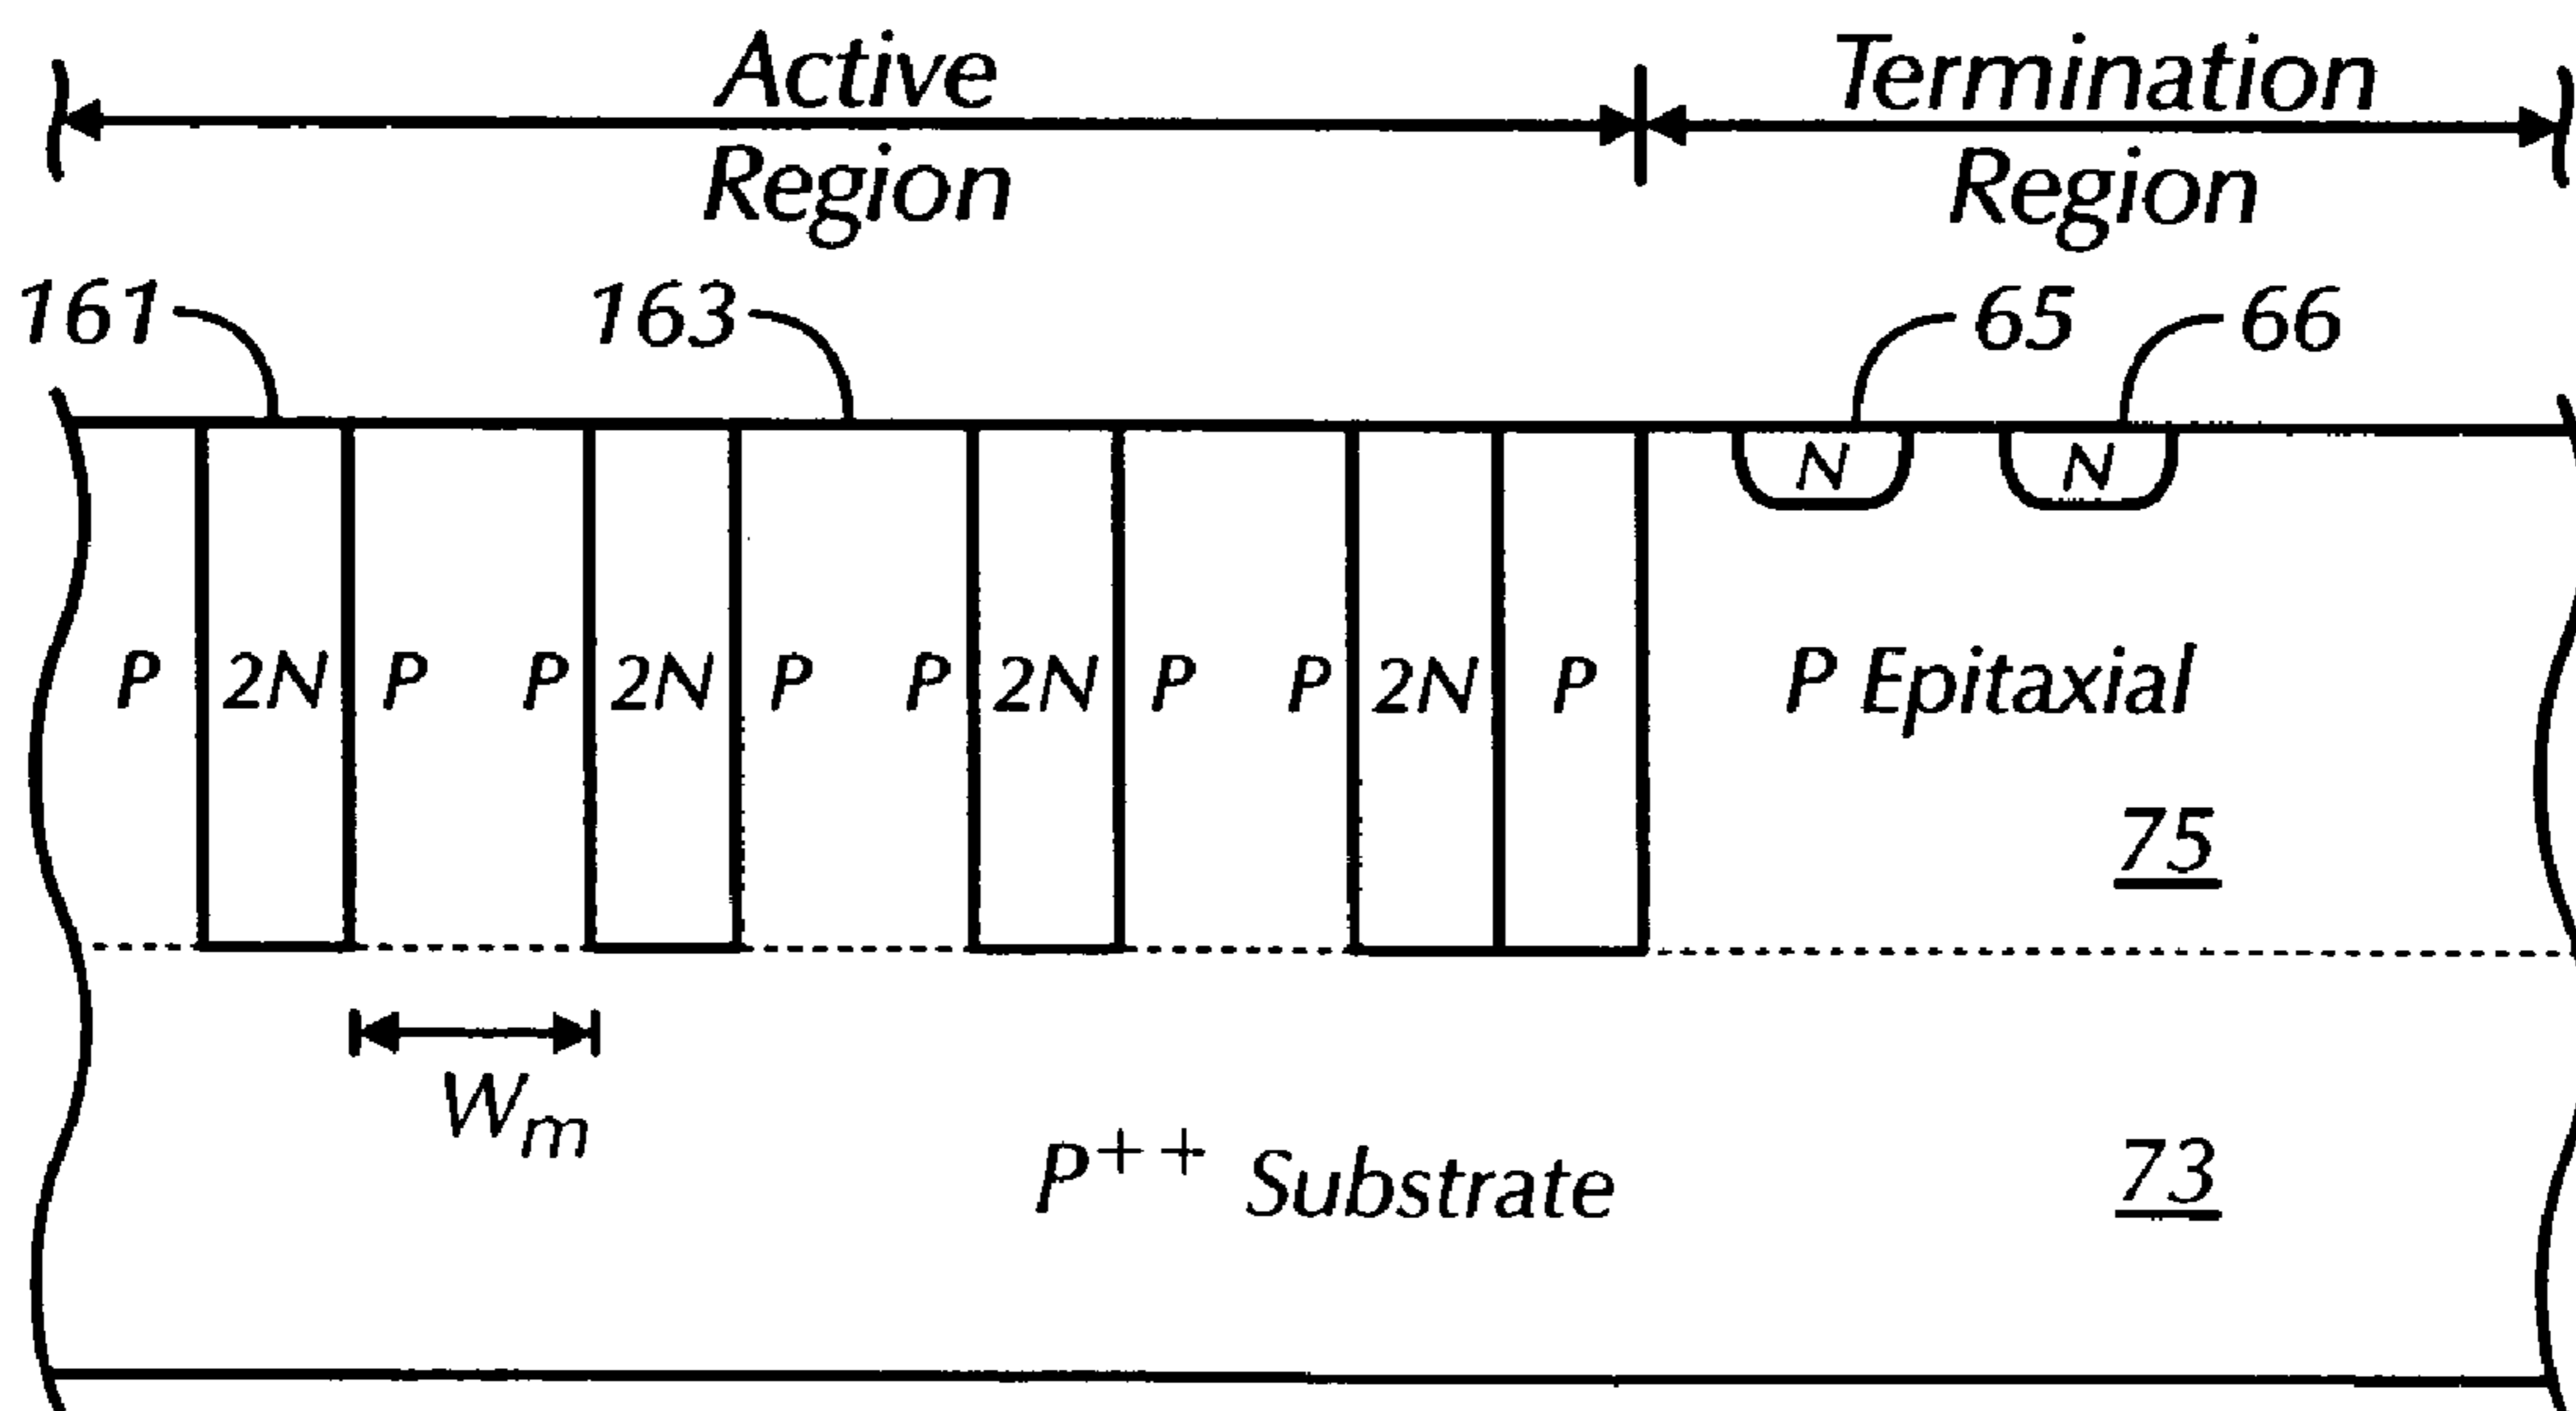 Active
Region
Termination
Region
161
163
65
66
N
N
P 2N P P 2N P P 2N P P 2N P P Epitaxial
75
Wm
P++ Substrate
73